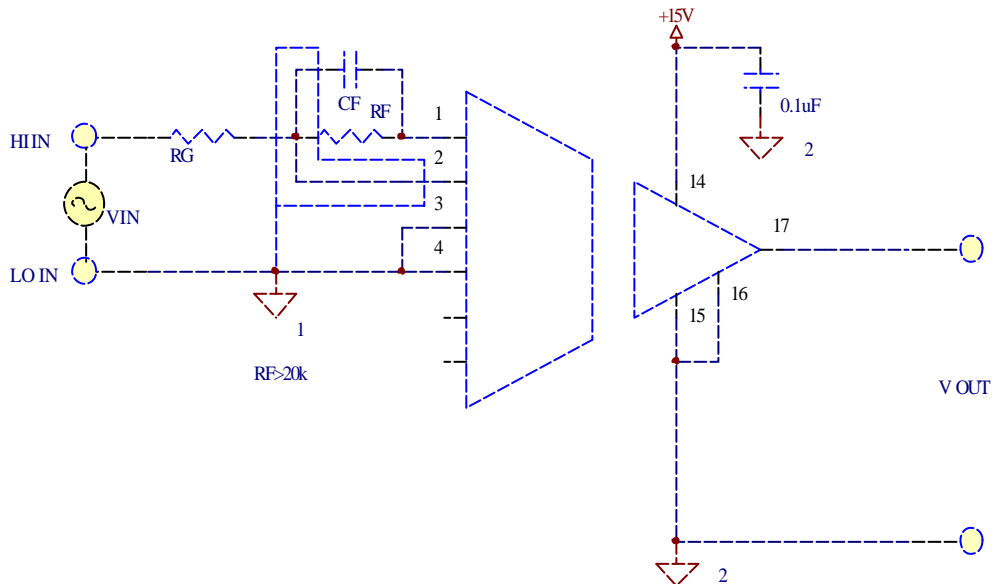 +15V
0.1uF
2
CF
RF
1
HI IN
RG
2
14
3
VIN
17
4
LO IN
16
15
1
RF>20k
V OUT
2